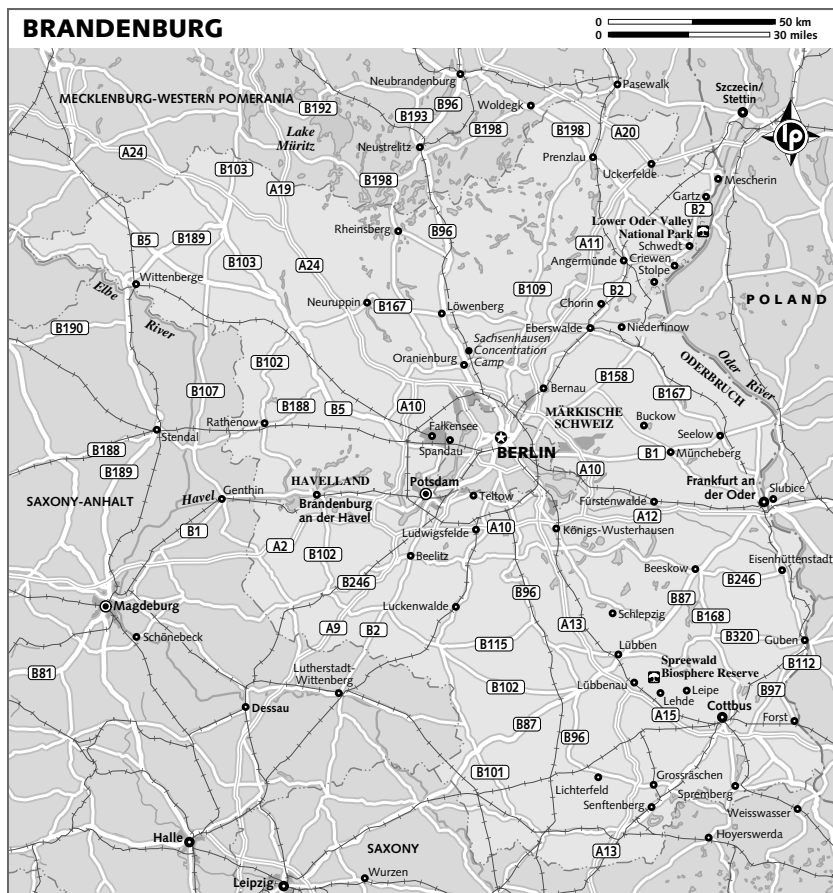 BRANDENBURG
0 50 km
0 30 miles
Neubrandenburg
Pasewalk
Szczecin/
Stettin
MECKLENBURG-WESTERN POMERANIA
B192
B96
Woldegk
B193
B198
B198
A20
lp
Lake
Müritz
A24
Neustrelitz
Prenzlau
Uckerfelde
B103
A19
B198
Mescherin
Gartz
B2
Lower Oder Valley
National Park
Rheinsberg
B5
B189
B96
A11
Schwedt
B103
A24
Angermünde
Criewen
Stolpe
Wittenberge
B109
Elbe
River
Neuruppin
B167
Löwenberg
Chorin
B2
POLAND
B190
Eberswalde
Niederfinow
Sachsenhausen
Concentration
Camp
Oranienburg
Oder
River
ODERBRUCH
B102
B158
B107
Bernau
B167
B188
B5
A10
MÄRKISCHE
SCHWEIZ
Buckow
Rathenow
Falkensee
Stendal
Spandau
BERLIN
Seelow
B188
B1
Müncheberg
B189
A10
HAVELLAND
Potsdam
Frankfurt an
der Oder
Slubice
SAXONY-ANHALT
Havel
Genthin
Brandenburg
an der Havel
Teltow
Fürstenwalde
A12
B1
Ludwigsfelde
A10
Königs-Wusterhausen
A2
B102
Beelitz
Beeskow
Eisenhüttenstadt
B246
B246
B96
B87
Magdeburg
Luckenwalde
Schlepzig
B168
A9
B2
A13
B320
Schönebeck
B115
Lübben
Guben
B81
Lutherstadt-
Wittenberg
Spreewald
Biosphere Reserve
B112
B102
Lübbenau
Leipe
Lehde
B97
Dessau
A15
Cottbus
Forst
B87
B96
B101
Lichterfeld
Grossräschen
Spremberg
Senftenberg
Weisswasser
Halle
SAXONY
Hoyerswerda
A13
Wurzen
Leipzig